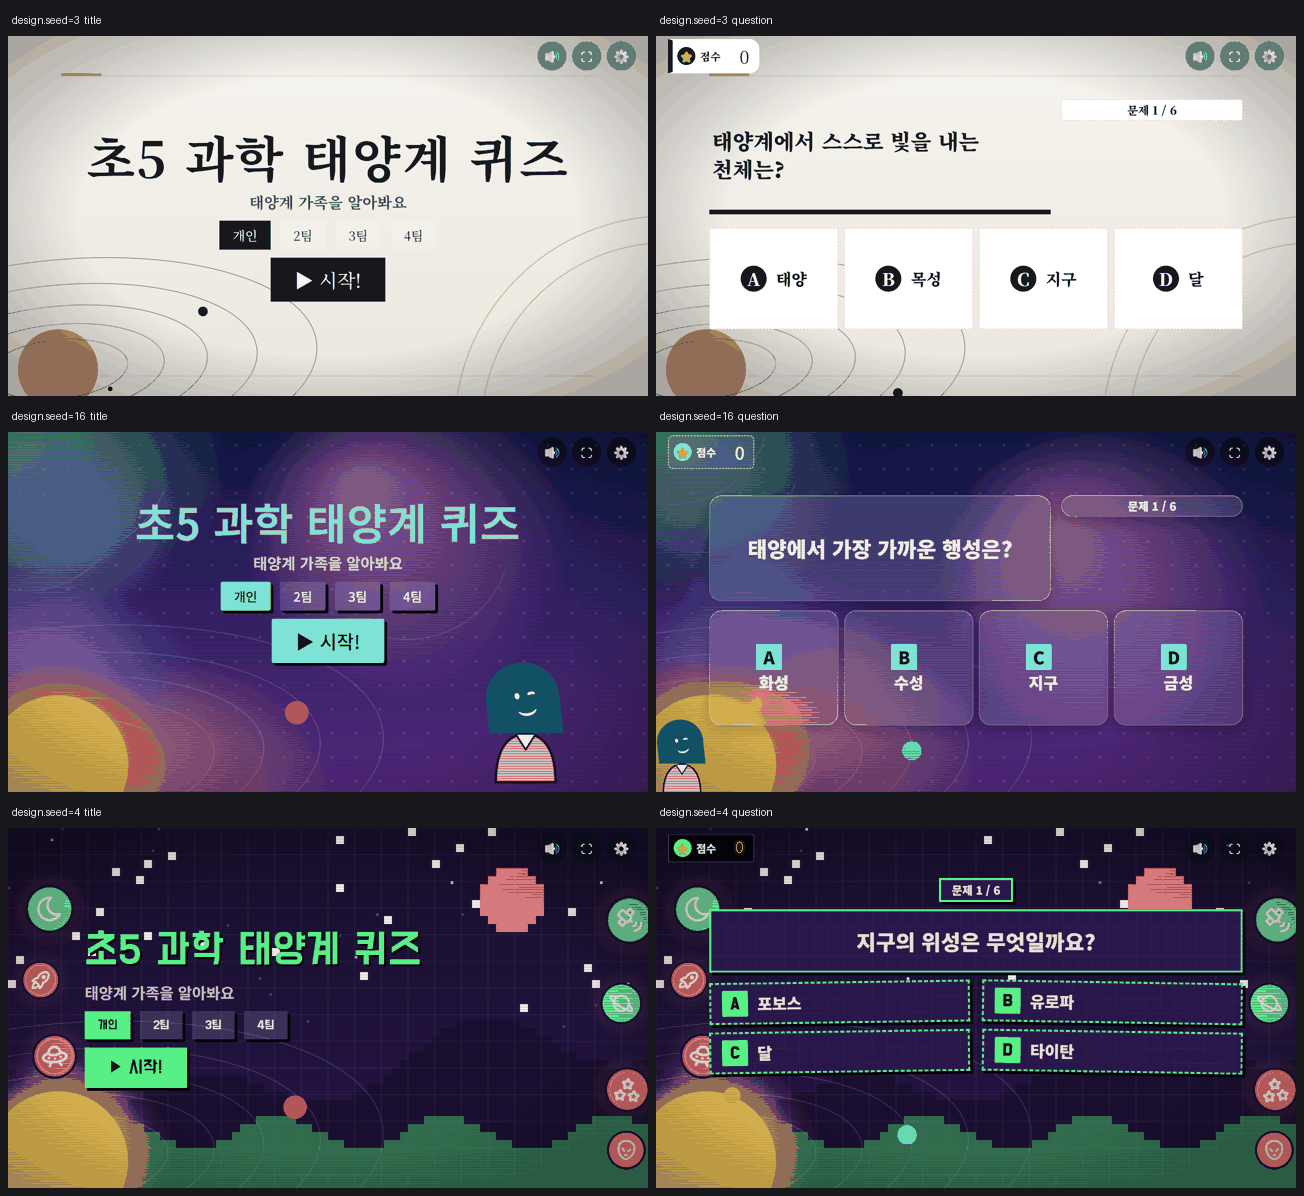 design.seed=3 title
초5 과학 태양계 퀴즈
태양계 가족을 알아봐요
개인 2팀 3팀 4팀
▶ 시작!
design.seed=3 question
점수 0
문제 1 / 6
태양계에서 스스로 빛을 내는
천체는?
A 태양
B 목성
C 지구
D 달
design.seed=16 title
초5 과학 태양계 퀴즈
태양계 가족을 알아봐요
개인 2팀 3팀 4팀
▶ 시작!
design.seed=16 question
점수 0
문제 1 / 6
태양에서 가장 가까운 행성은?
A 화성
B 수성
C 지구
D 금성
design.seed=4 title
초5 과학 태양계 퀴즈
태양계 가족을 알아봐요
개인 2팀 3팀 4팀
▶ 시작!
design.seed=4 question
점수 0
문제 1 / 6
지구의 위성은 무엇일까요?
A 포보스
B 유로파
C 달
D 타이탄